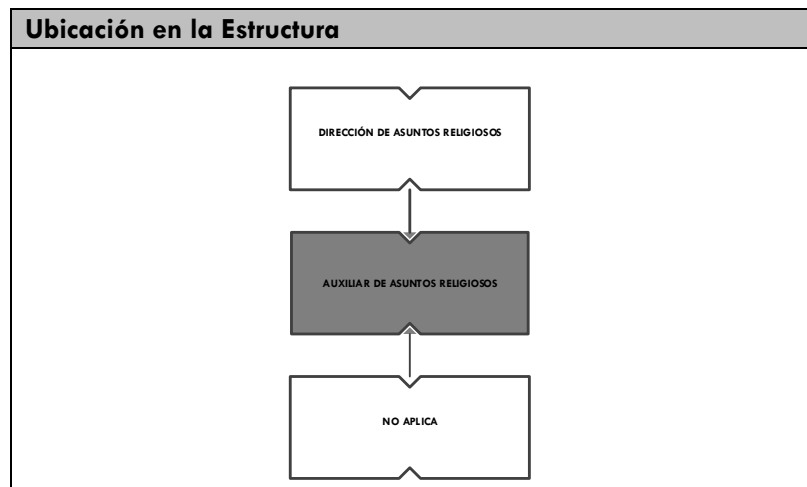 Ubicación en la Estructura
DIRECCIÓN DE ASUNTOS RELIGIOSOS
AUXILIAR DE ASUNTOS RELIGIOSOS
NO APLICA